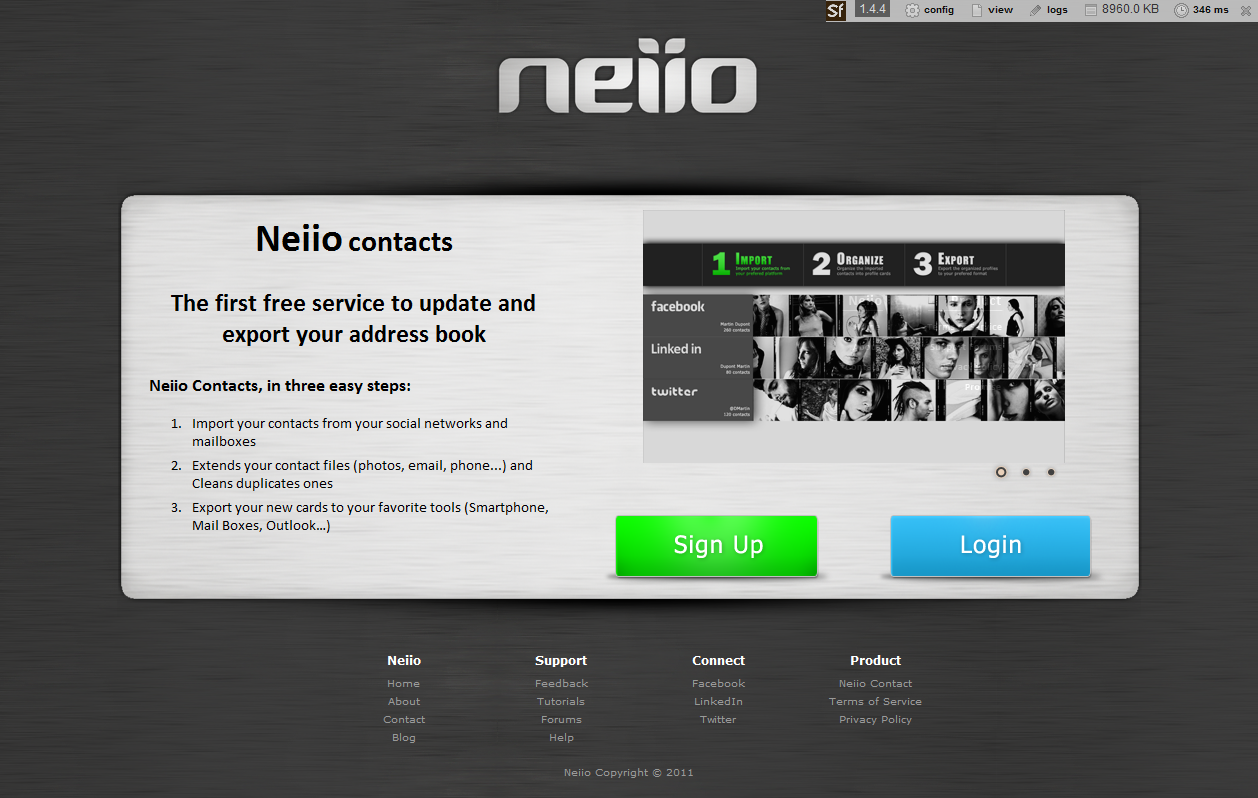 Sf 1.4.4 config view logs 8960.0 KB 346 ms
neiio
Neiio contacts
The first free service to update and
export your address book
Neiio Contacts, in three easy steps:
1. Import your contacts from your social networks and
mailboxes
2. Extends your contact files (photos, email, phone...) and
Cleans duplicates ones
3. Export your new cards to your favorite tools (Smartphone,
Mail Boxes, Outlook...)
1 IMPORT
Import your contacts from
your prefered platform
2 ORGANIZE
Organize the imported
contacts into profile cards
3 EXPORT
Export the organized profiles
to your prefered format
facebook
Martin Dupont
260 contacts
Linked in
Dupont Martin
80 contacts
twitter
@DMartin
120 contacts
Sign Up
Login
Neiio
Home
About
Contact
Blog
Support
Feedback
Tutorials
Forums
Help
Connect
Facebook
LinkedIn
Twitter
Product
Neiio Contact
Terms of Service
Privacy Policy
Neiio Copyright © 2011